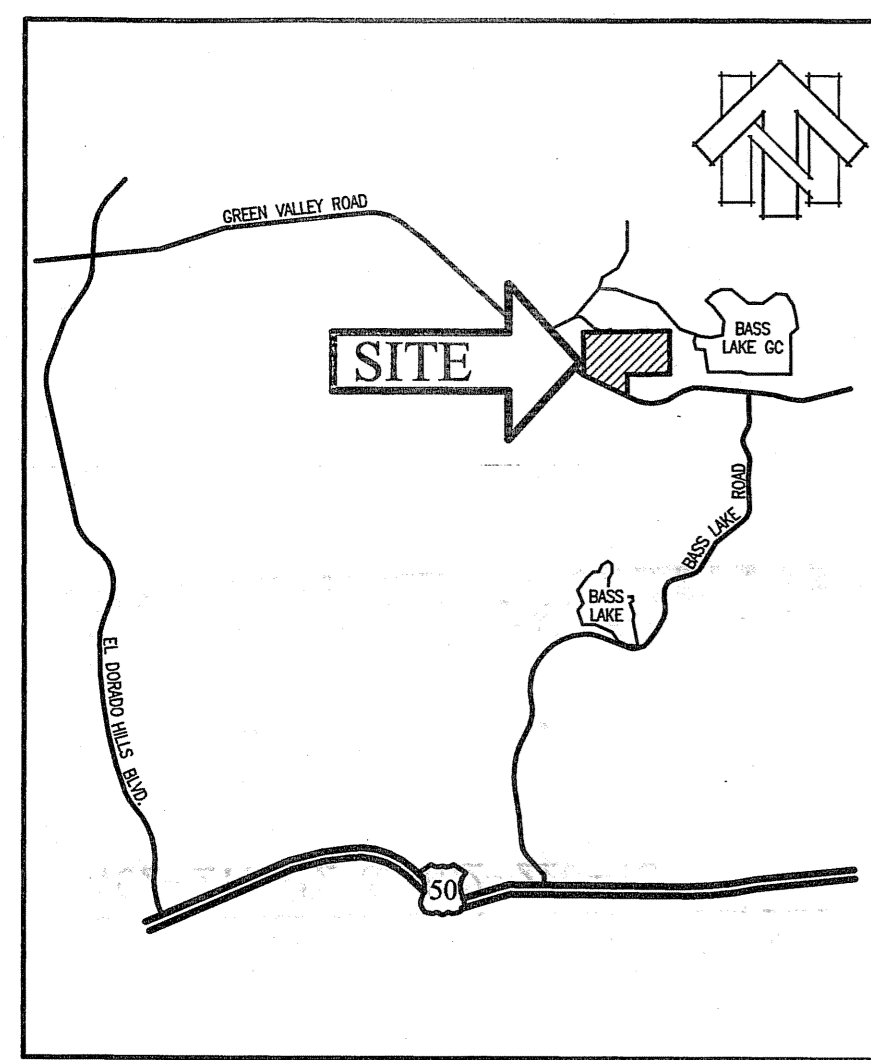 N
GREEN VALLEY ROAD
SITE
BASS
LAKE GC
BASS LAKE ROAD
BASS
LAKE
EL DORADO HILLS BLVD.
50